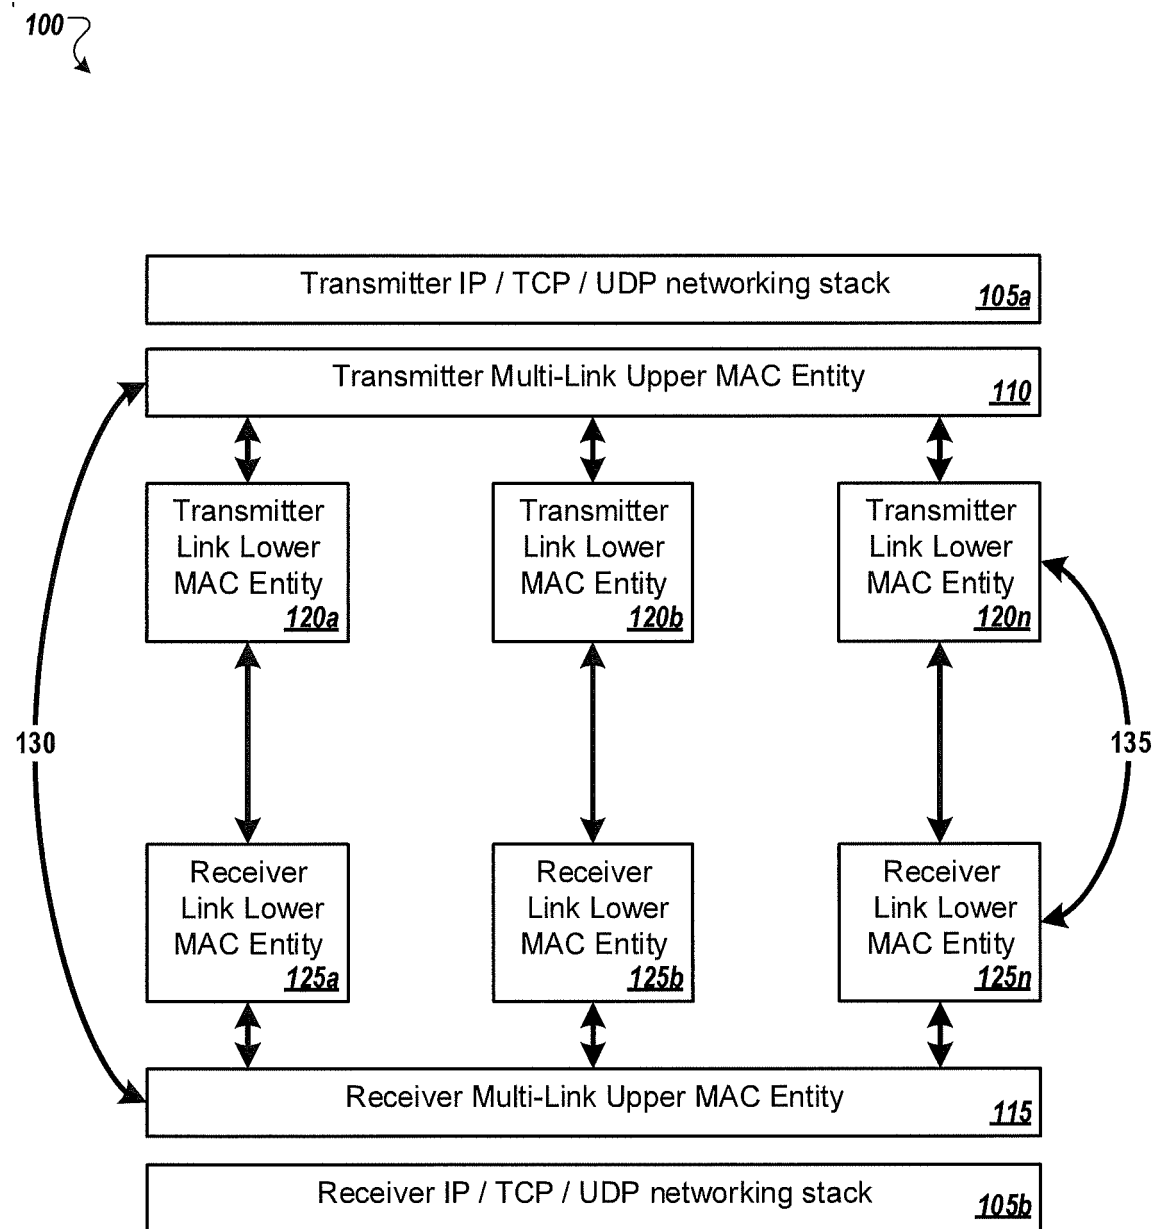 100
Transmitter IP / TCP / UDP networking stack
105a
Transmitter Multi-Link Upper MAC Entity
110
Transmitter
Link Lower
MAC Entity
120a
Transmitter
Link Lower
MAC Entity
120b
Transmitter
Link Lower
MAC Entity
120n
130
135
Receiver
Link Lower
MAC Entity
125a
Receiver
Link Lower
MAC Entity
125b
Receiver
Link Lower
MAC Entity
125n
Receiver Multi-Link Upper MAC Entity
115
Receiver IP / TCP / UDP networking stack
105b